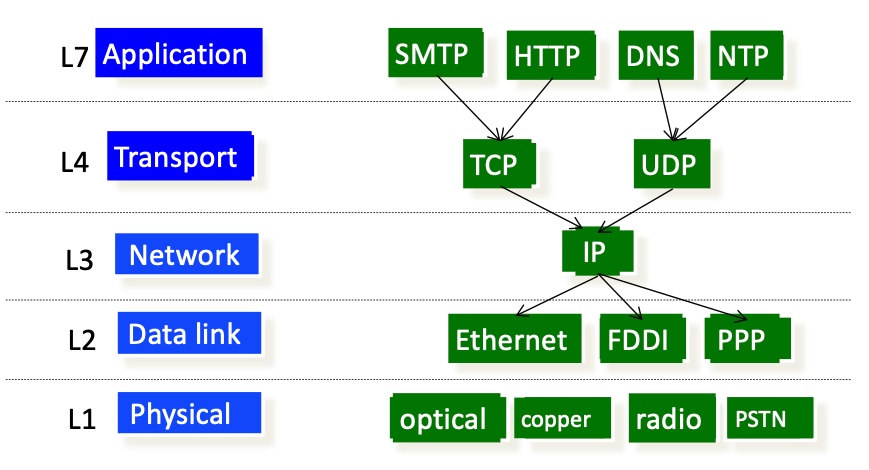 L7 Application SMTP HTTP DNS NTP
L4 Transport TCP UDP
L3 Network IP
L2 Data link Ethernet FDDI PPP
L1 Physical optical copper radio PSTN